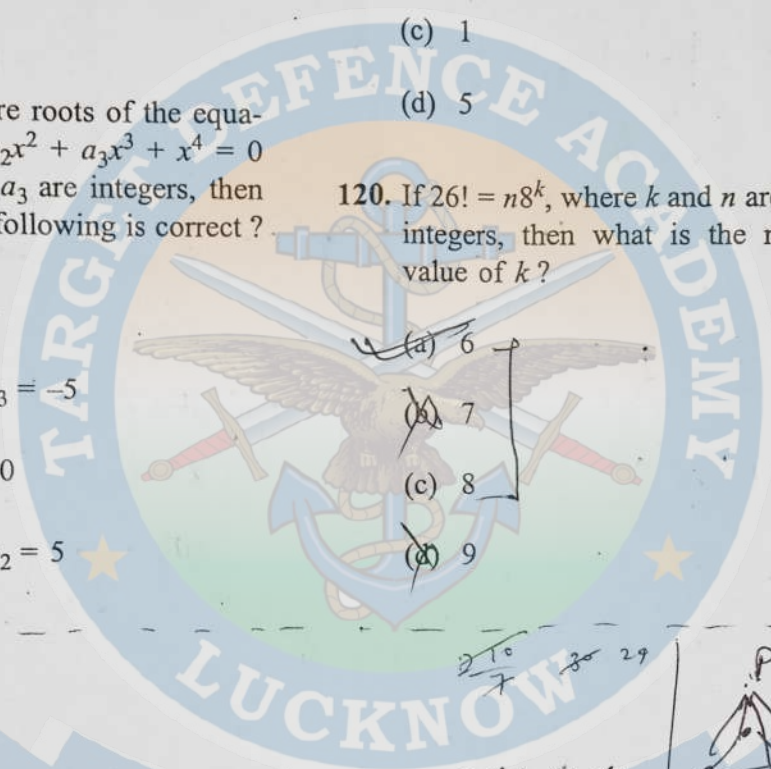 re roots of the equa-
₂x² + a₃x³ + x⁴ = 0
a₃ are integers, then
following is correct ?
₃ = -5
0
₂ = 5
(c) 1
(d) 5
120. If 26! = n8ᵏ, where k and n are
integers, then what is the
value of k ?
(a) 6
(b) 7
(c) 8
(d) 9
30 29
P
TARGET DEFENCE ACADEMY
LUCKNOW